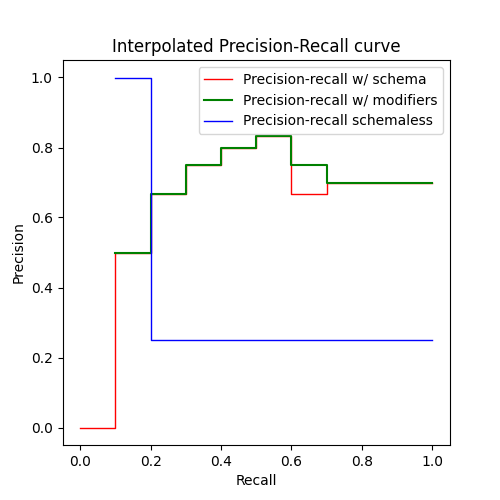 Interpolated Precision-Recall curve
Precision-recall w/ schema
Precision-recall w/ modifiers
Precision-recall schemaless
1.0
0.8
0.6
0.4
0.2
0.0
Precision
0.0 0.2 0.4 0.6 0.8 1.0
Recall